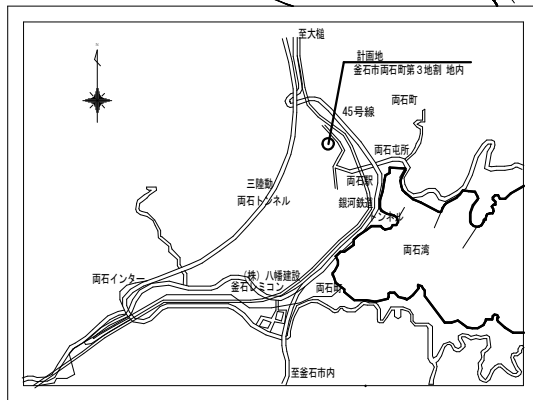 至大槌
計画地
釜石市両石町第3地割 地内
両石町
45号線
両石屯所
両石駅
三陸動
両石トンネル
銀河鉄道
トンネル
両石湾
両石インター
(株) 八幡建設
釜石レミコン
両石町
至釜石市内